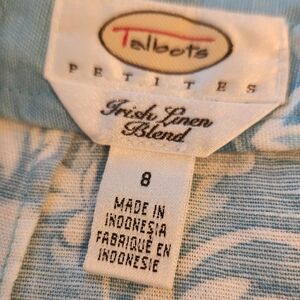 Talbots
PETITES
Irish Linen
Blend
8
MADE IN
INDONESIA
FABRIQUÉ EN
INDONESIE